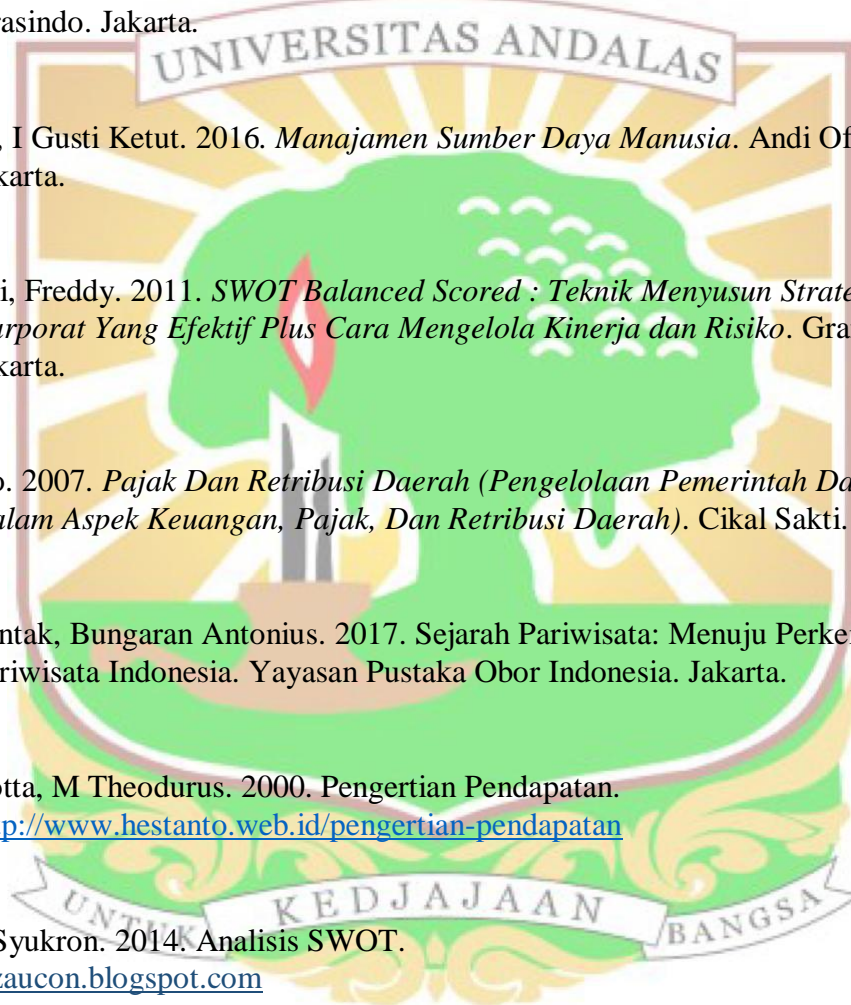 rasindo. Jakarta.
UNIVERSITAS ANDALAS
, I Gusti Ketut. 2016. Manajamen Sumber Daya Manusia. Andi Of
karta.
i, Freddy. 2011. SWOT Balanced Scored : Teknik Menyusun Strate
rporat Yang Efektif Plus Cara Mengelola Kinerja dan Risiko. Gra
karta.
o. 2007. Pajak Dan Retribusi Daerah (Pengelolaan Pemerintah Da
alam Aspek Keuangan, Pajak, Dan Retribusi Daerah). Cikal Sakti.
ntak, Bungaran Antonius. 2017. Sejarah Pariwisata: Menuju Perke
riwisata Indonesia. Yayasan Pustaka Obor Indonesia. Jakarta.
otta, M Theodurus. 2000. Pengertian Pendapatan.
tp://www.hestanto.web.id/pengertian-pendapatan
UNTUK KEDJAJAAN BANGSA
Syukron. 2014. Analisis SWOT.
zaucon.blogspot.com